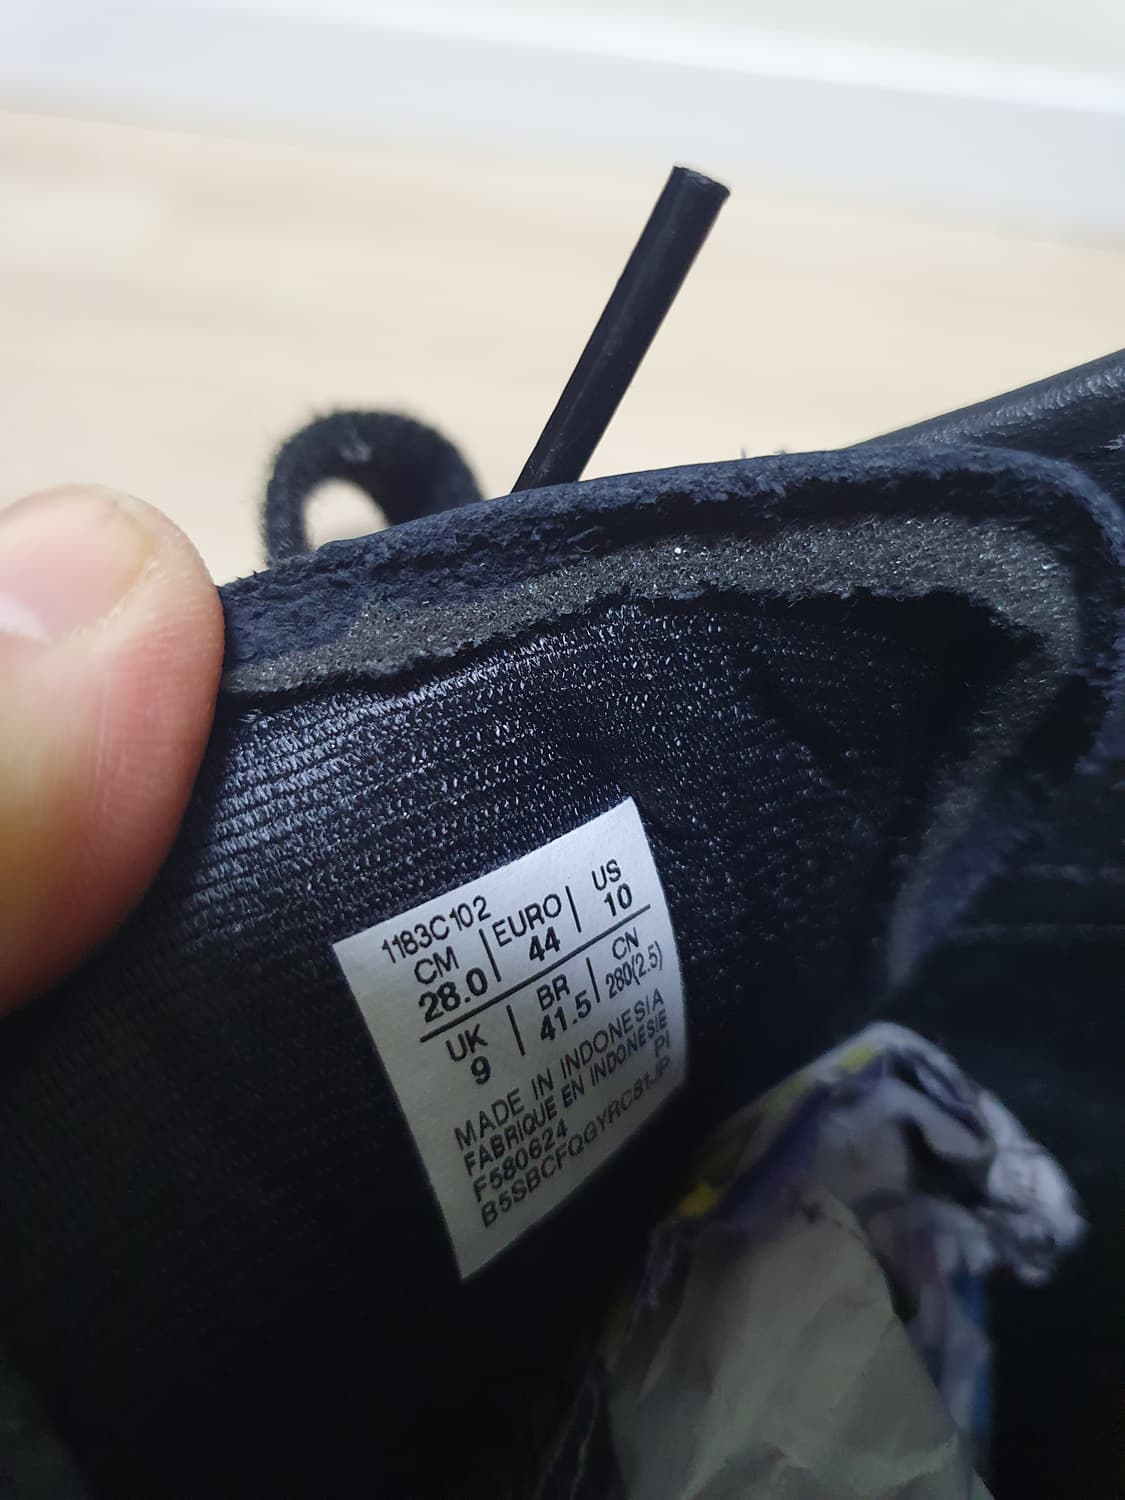 1183C102
CM | EURO | US
28.0 | 44 | 10
UK | BR | CN
9 | 41.5 | 280(2.5)
MADE IN INDONESIA
FABRIQUE EN INDONESIE
F580624 PI
B5SBCFQGYRC81JP